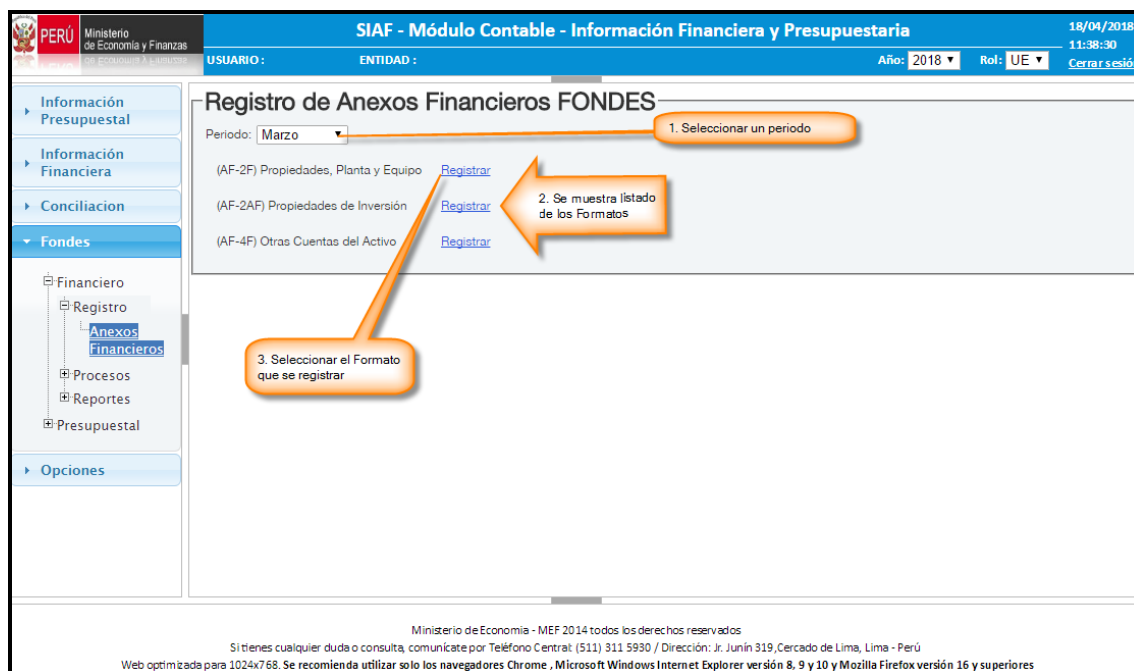 PERÚ
Ministerio
de Economía y Finanzas
SIAF - Módulo Contable - Información Financiera y Presupuestaria
18/04/2018
11:38:30
USUARIO :
ENTIDAD :
Año: 2018
Rol: UE
Cerrar sesió
Información
Presupuestal
Información
Financiera
Conciliacion
Fondes
Financiero
Registro
Anexos
Financieros
Procesos
Reportes
Presupuestal
Opciones
Registro de Anexos Financieros FONDES
Periodo: Marzo
1. Seleccionar un periodo
(AF-2F) Propiedades, Planta y Equipo Registrar
(AF-2AF) Propiedades de Inversión Registrar
(AF-4F) Otras Cuentas del Activo Registrar
2. Se muestra listado
de los Formatos
3. Seleccionar el Formato
que se registrar
Ministerio de Economia - MEF 2014 todos los derechos reservados
Si tienes cualquier duda o consulta, comunícate por Teléfono Central: (511) 311 5930 / Dirección: Jr. Junín 319,Cercado de Lima, Lima - Perú
Web optimizada para 1024x768. Se recomienda utilizar solo los navegadores Chrome , Microsoft Windows Internet Explorer versión 8, 9 y 10 y Mozilla Firefox versión 16 y superiores